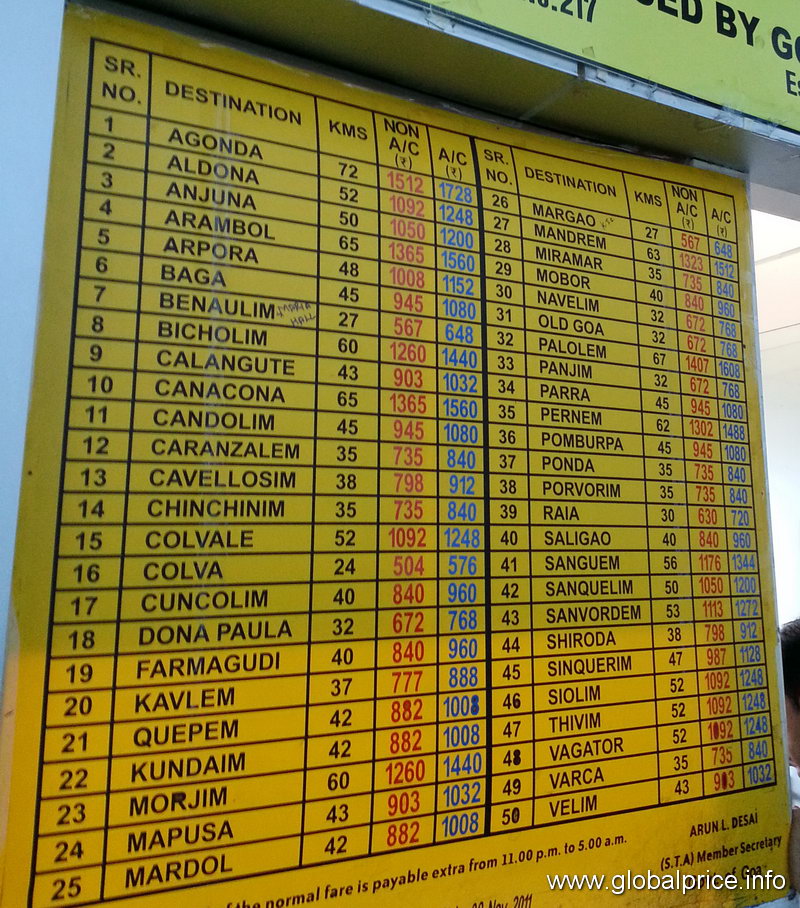 .217
CED BY GO
Es
SR. NO. DESTINATION KMS NON A/C (₹) A/C (₹)
1 AGONDA 72 1512 1728
2 ALDONA 52 1092 1248
3 ANJUNA 50 1050 1200
4 ARAMBOL 65 1365 1560
5 ARPORA 48 1008 1152
6 BAGA 45 945 1080
7 BENAULIM MARIA HALL 27 567 648
8 BICHOLIM 60 1260 1440
9 CALANGUTE 43 903 1032
10 CANACONA 65 1365 1560
11 CANDOLIM 45 945 1080
12 CARANZALEM 35 735 840
13 CAVELLOSIM 38 798 912
14 CHINCHINIM 35 735 840
15 COLVALE 52 1092 1248
16 COLVA 24 504 576
17 CUNCOLIM 40 840 960
18 DONA PAULA 32 672 768
19 FARMAGUDI 40 840 960
20 KAVLEM 37 777 888
21 QUEPEM 42 882 1008
22 KUNDAIM 42 882 1008
23 MORJIM 60 1260 1440
24 MAPUSA 43 903 1032
25 MARDOL 42 882 1008
SR. NO. DESTINATION KMS NON A/C (₹) A/C (₹)
26 MARGAO 27 567 648
27 MANDREM 63 1323 1512
28 MIRAMAR 35 735 840
29 MOBOR 40 840 960
30 NAVELIM 32 672 768
31 OLD GOA 32 672 768
32 PALOLEM 67 1407 1608
33 PANJIM 32 672 768
34 PARRA 45 945 1080
35 PERNEM 62 1302 1488
36 POMBURPA 45 945 1080
37 PONDA 35 735 840
38 PORVORIM 35 735 840
39 RAIA 30 630 720
40 SALIGAO 40 840 960
41 SANGUEM 56 1176 1344
42 SANQUELIM 50 1050 1200
43 SANVORDEM 53 1113 1272
44 SHIRODA 38 798 912
45 SINQUERIM 47 987 1128
46 SIOLIM 52 1092 1248
47 THIVIM 52 1092 1248
48 VAGATOR 52 1092 1248
49 VARCA 35 735 840
50 VELIM 43 903 1032
of the normal fare is payable extra from 11.00 p.m. to 5.00 a.m.
Nov. 2011
ARUN L. DESAI
(S.T.A) Member Secretary
Goa
www.globalprice.info